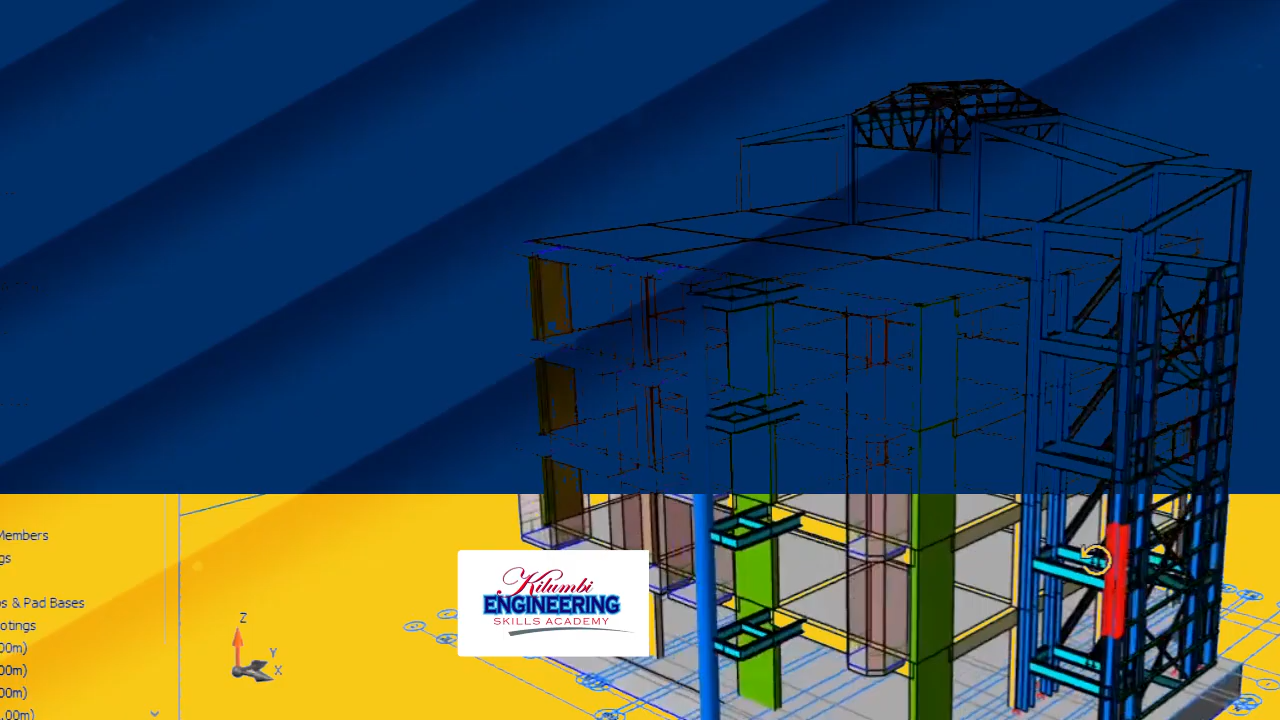 Members
gs
s & Pad Bases
otings
00m)
00m)
00m)
.00m)
Z
Y
X
Kilumbi
ENGINEERING
SKILLS ACADEMY